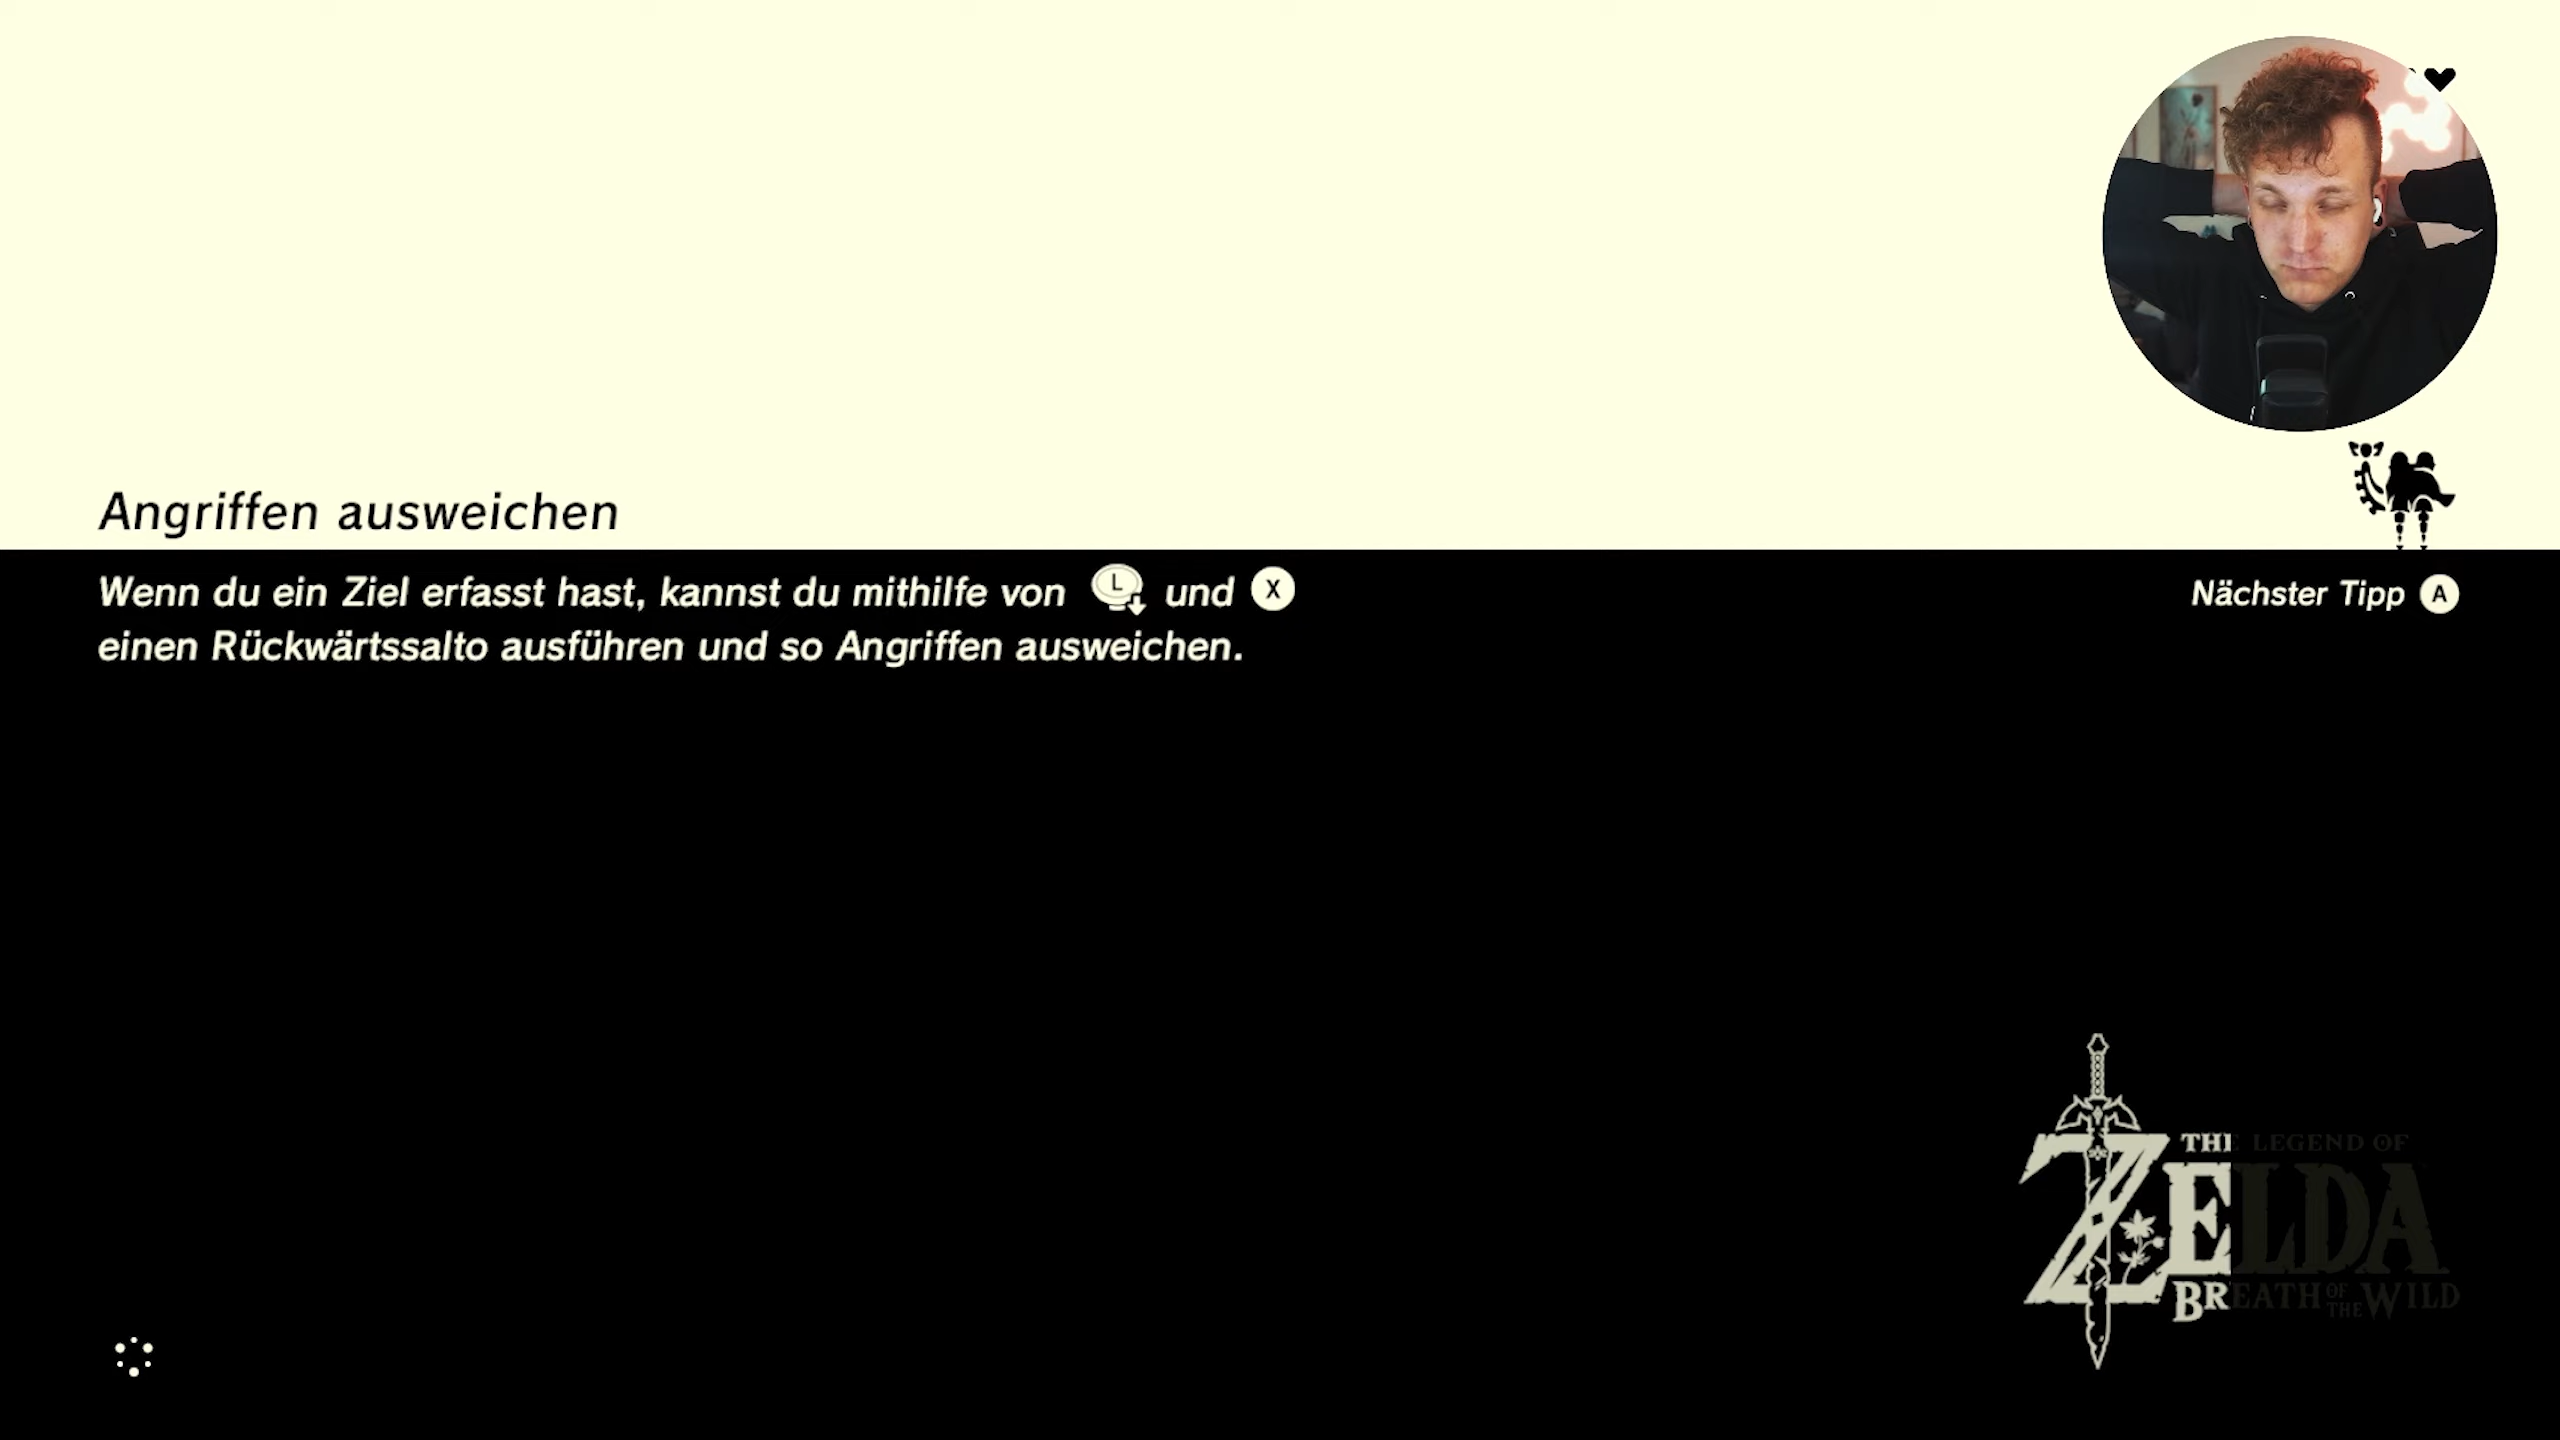 Angriffen ausweichen
Wenn du ein Ziel erfasst hast, kannst du mithilfe von L und X
einen Rückwärtssalto ausführen und so Angriffen ausweichen.
Nächster Tipp A
THE LEGEND OF
ZELDA
BREATH OF THE WILD